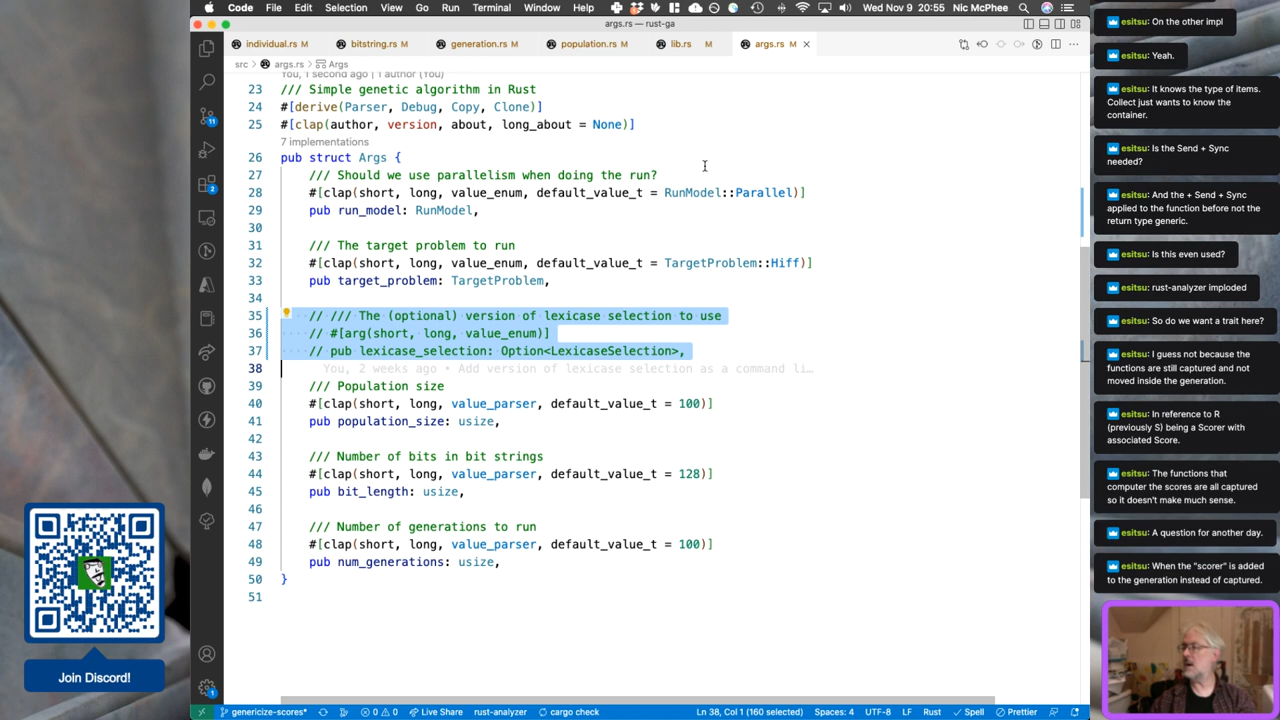 Code File Edit Selection View Go Run Terminal Window Help Wed Nov 9 20:55 Nic McPhee
args.rs — rust-ga
individual.rs M bitstring.rs M generation.rs M population.rs M lib.rs M args.rs M
src > args.rs > Args
You, 1 second ago | 1 author (You)
23 /// Simple genetic algorithm in Rust
24 #[derive(Parser, Debug, Copy, Clone)]
25 #[clap(author, version, about, long_about = None)]
7 implementations
26 pub struct Args {
27 /// Should we use parallelism when doing the run?
28 #[clap(short, long, value_enum, default_value_t = RunModel::Parallel)]
29 pub run_model: RunModel,
30
31 /// The target problem to run
32 #[clap(short, long, value_enum, default_value_t = TargetProblem::Hiff)]
33 pub target_problem: TargetProblem,
34
35 // /// The (optional) version of lexicase selection to use
36 // #[arg(short, long, value_enum)]
37 // pub lexicase_selection: Option<LexicaseSelection>,
38 You, 2 weeks ago • Add version of lexicase selection as a command li…
39 /// Population size
40 #[clap(short, long, value_parser, default_value_t = 100)]
41 pub population_size: usize,
42
43 /// Number of bits in bit strings
44 #[clap(short, long, value_parser, default_value_t = 128)]
45 pub bit_length: usize,
46
47 /// Number of generations to run
48 #[clap(short, long, value_parser, default_value_t = 100)]
49 pub num_generations: usize,
50 }
51
11
2
1
genericize-scores* 0 0 Live Share rust-analyzer cargo check Ln 38, Col 1 (160 selected) Spaces: 4 UTF-8 LF Rust Spell Prettier
Join Discord!
esitsu: On the other impl
esitsu: Yeah.
esitsu: It knows the type of items.
Collect just wants to know the
container.
esitsu: Is the Send + Sync
needed?
esitsu: And the + Send + Sync
applied to the function before not the
return type generic.
esitsu: Is this even used?
esitsu: rust-analyzer imploded
esitsu: So do we want a trait here?
esitsu: I guess not because the
functions are still captured and not
moved inside the generation.
esitsu: In reference to R
(previously S) being a Scorer with
associated Score.
esitsu: The functions that
computer the scores are all captured
so it doesn't make much sense.
esitsu: A question for another day.
esitsu: When the "scorer" is added
to the generation instead of captured.